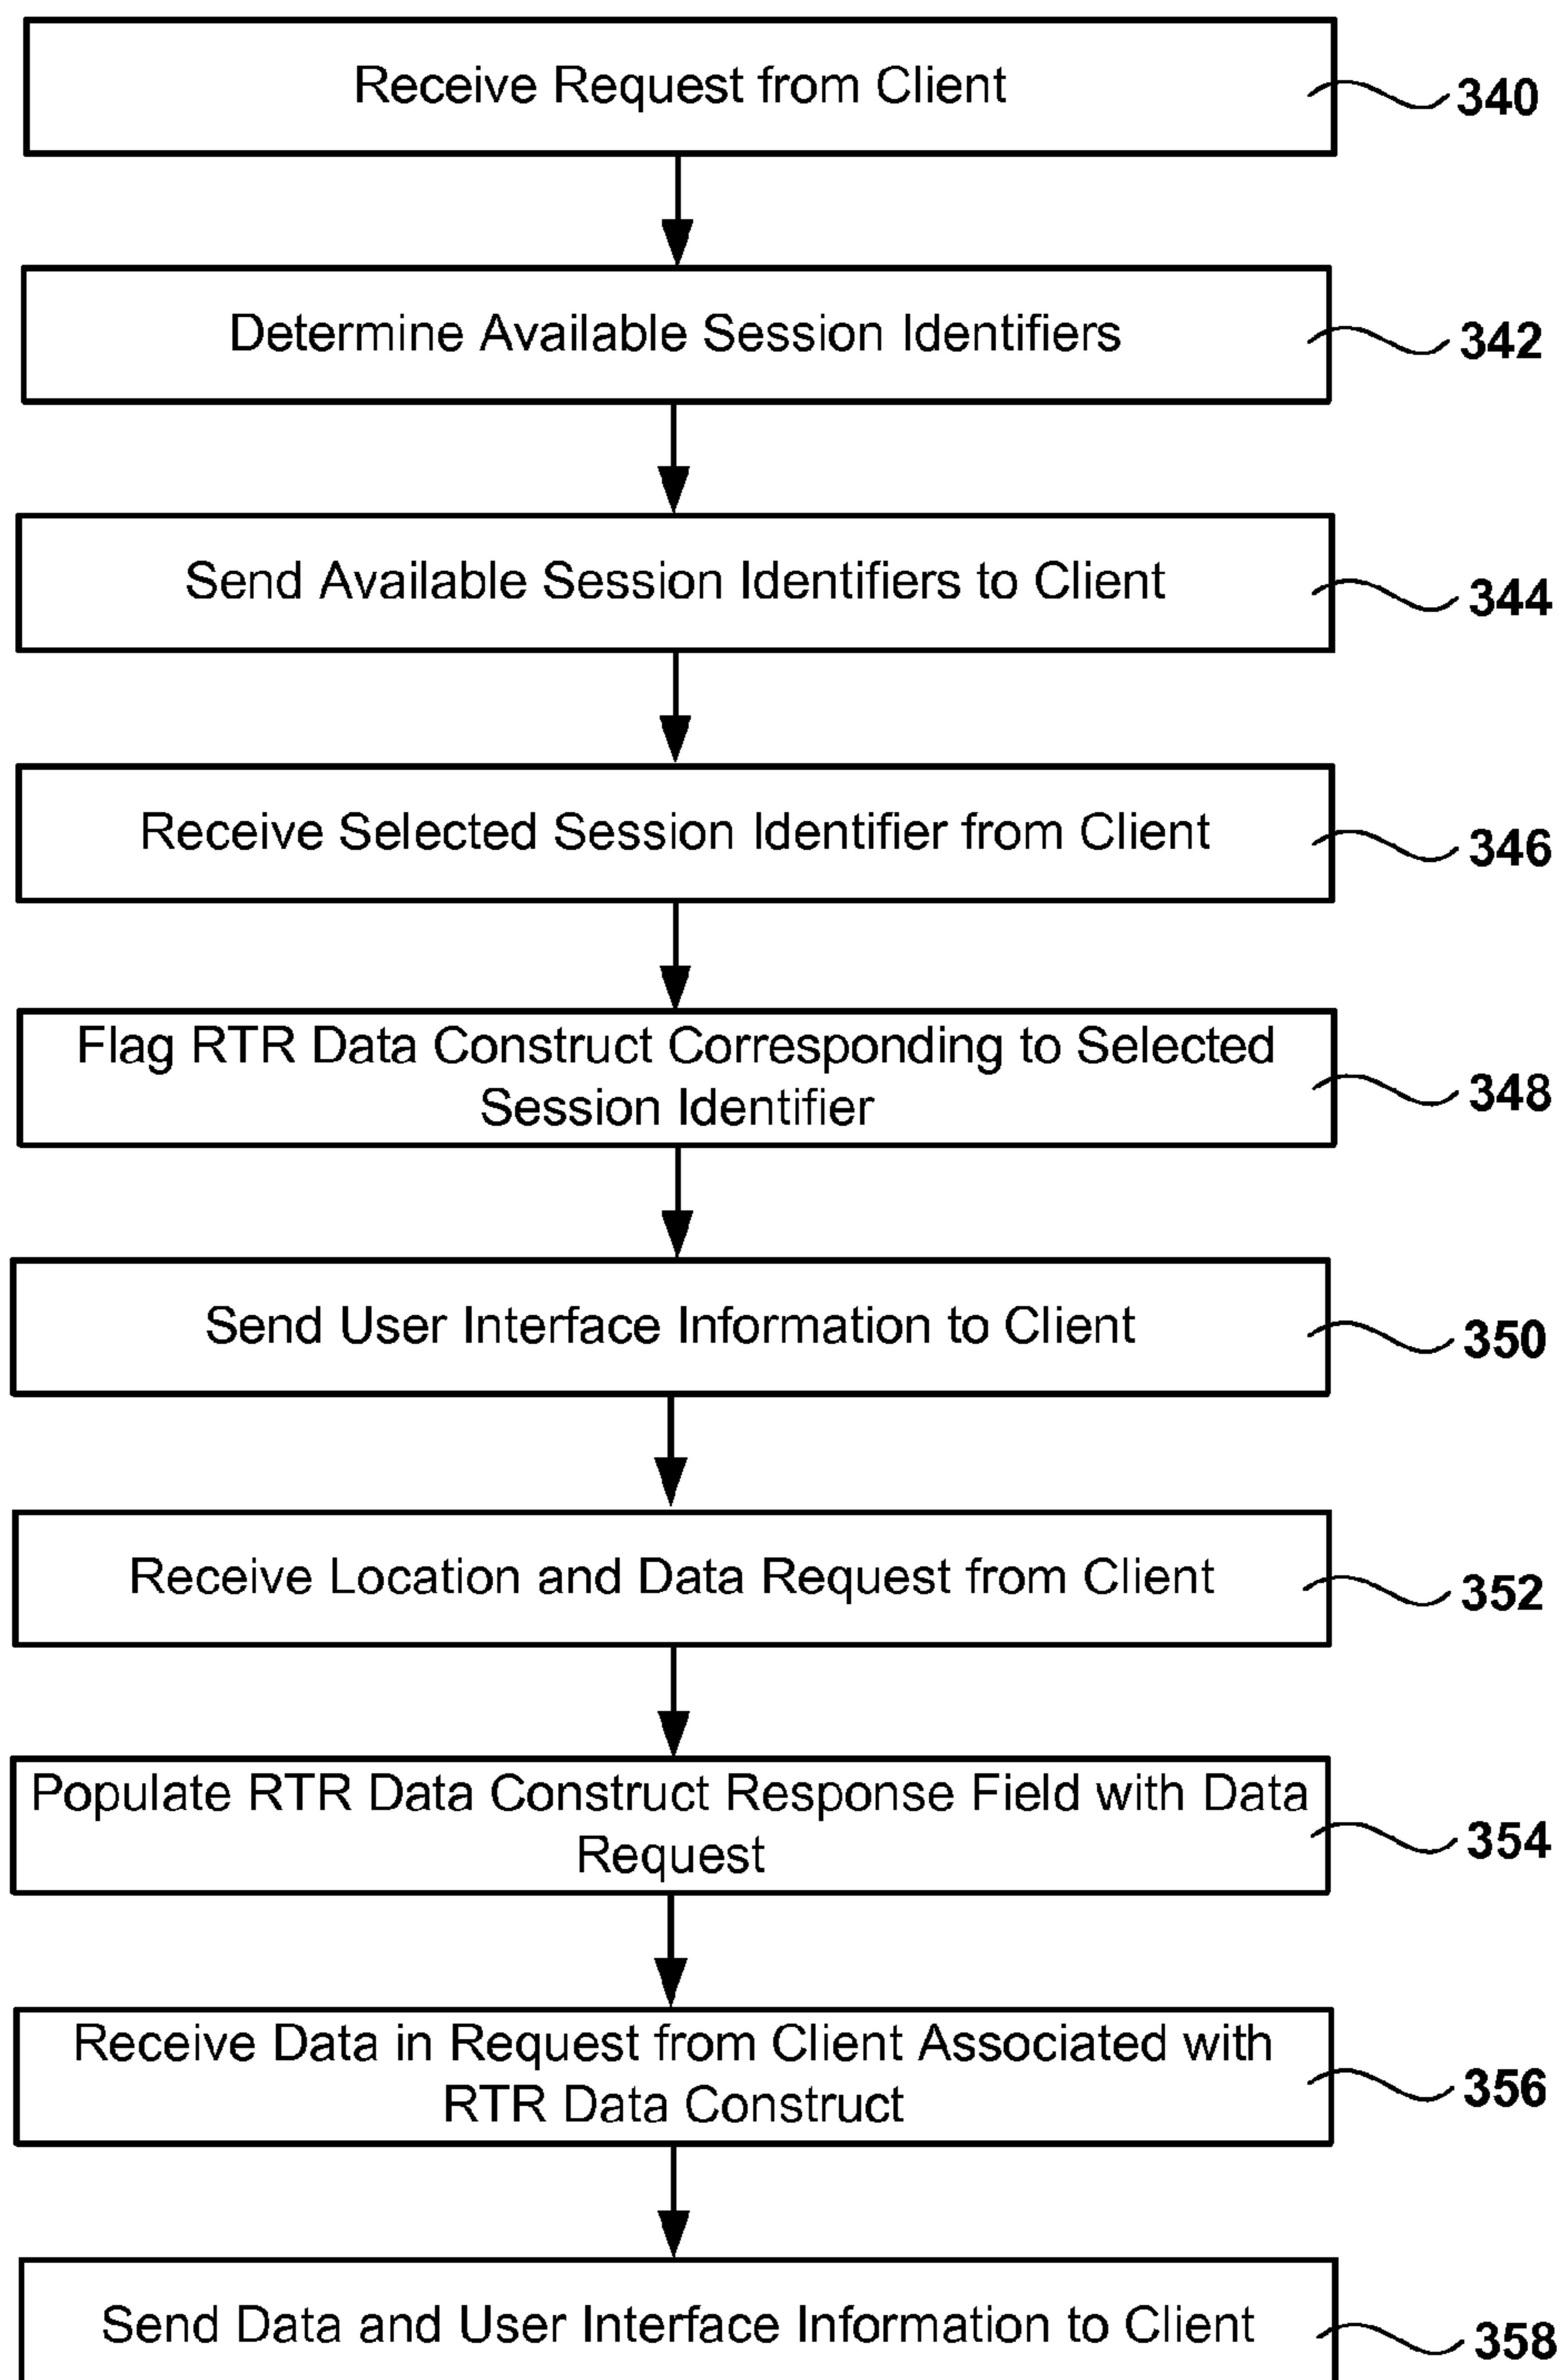 Receive Request from Client
340
Determine Available Session Identifiers
342
Send Available Session Identifiers to Client
344
Receive Selected Session Identifier from Client
346
Flag RTR Data Construct Corresponding to Selected
Session Identifier
348
Send User Interface Information to Client
350
Receive Location and Data Request from Client
352
Populate RTR Data Construct Response Field with Data
Request
354
Receive Data in Request from Client Associated with
RTR Data Construct
356
Send Data and User Interface Information to Client
358